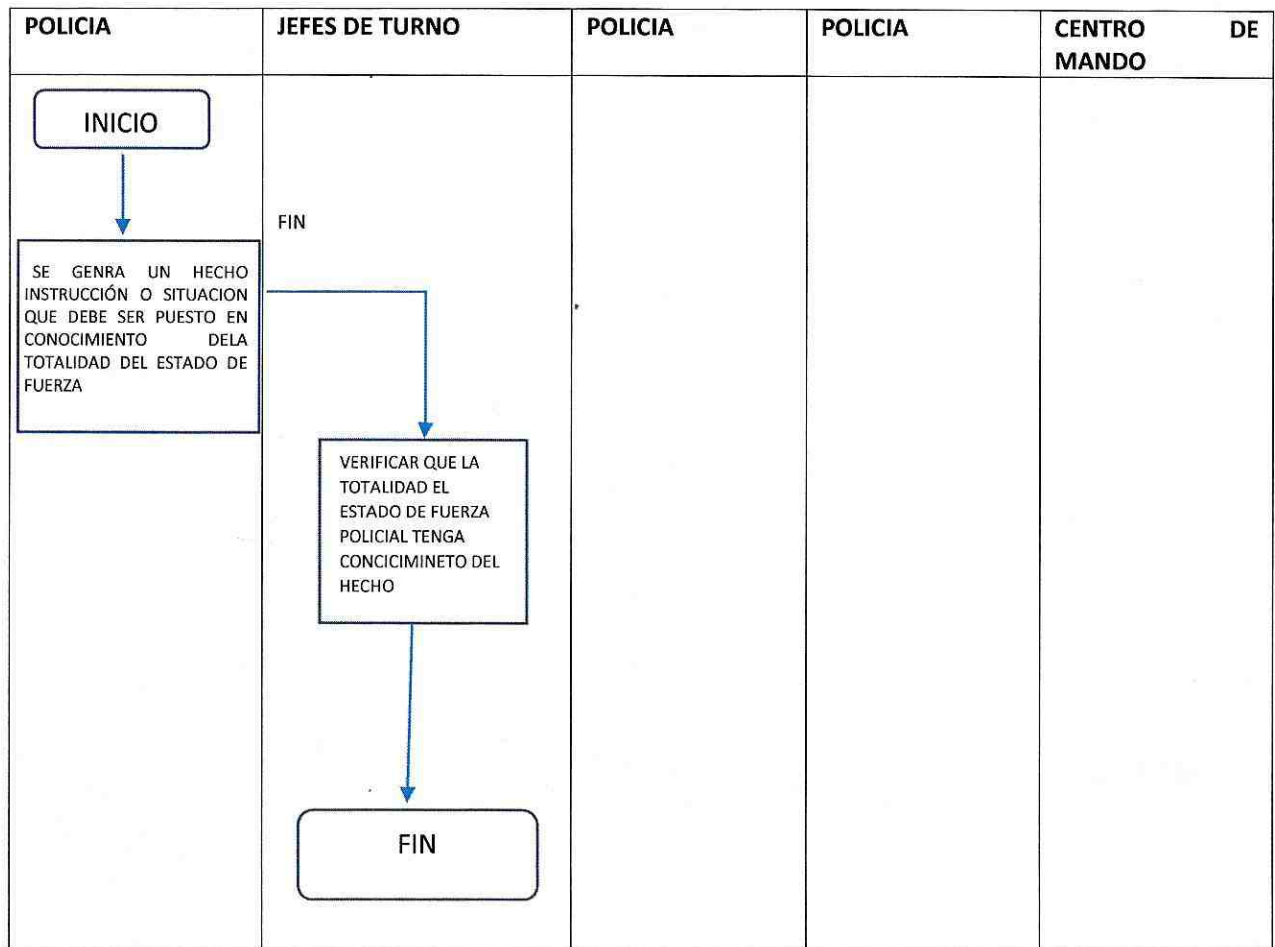 POLICIA
JEFES DE TURNO
POLICIA
POLICIA
CENTRO DE
MANDO
INICIO
FIN
SE GENRA UN HECHO
INSTRUCCIÓN O SITUACION
QUE DEBE SER PUESTO EN
CONOCIMIENTO DELA
TOTALIDAD DEL ESTADO DE
FUERZA
VERIFICAR QUE LA
TOTALIDAD EL
ESTADO DE FUERZA
POLICIAL TENGA
CONCICIMINETO DEL
HECHO
FIN